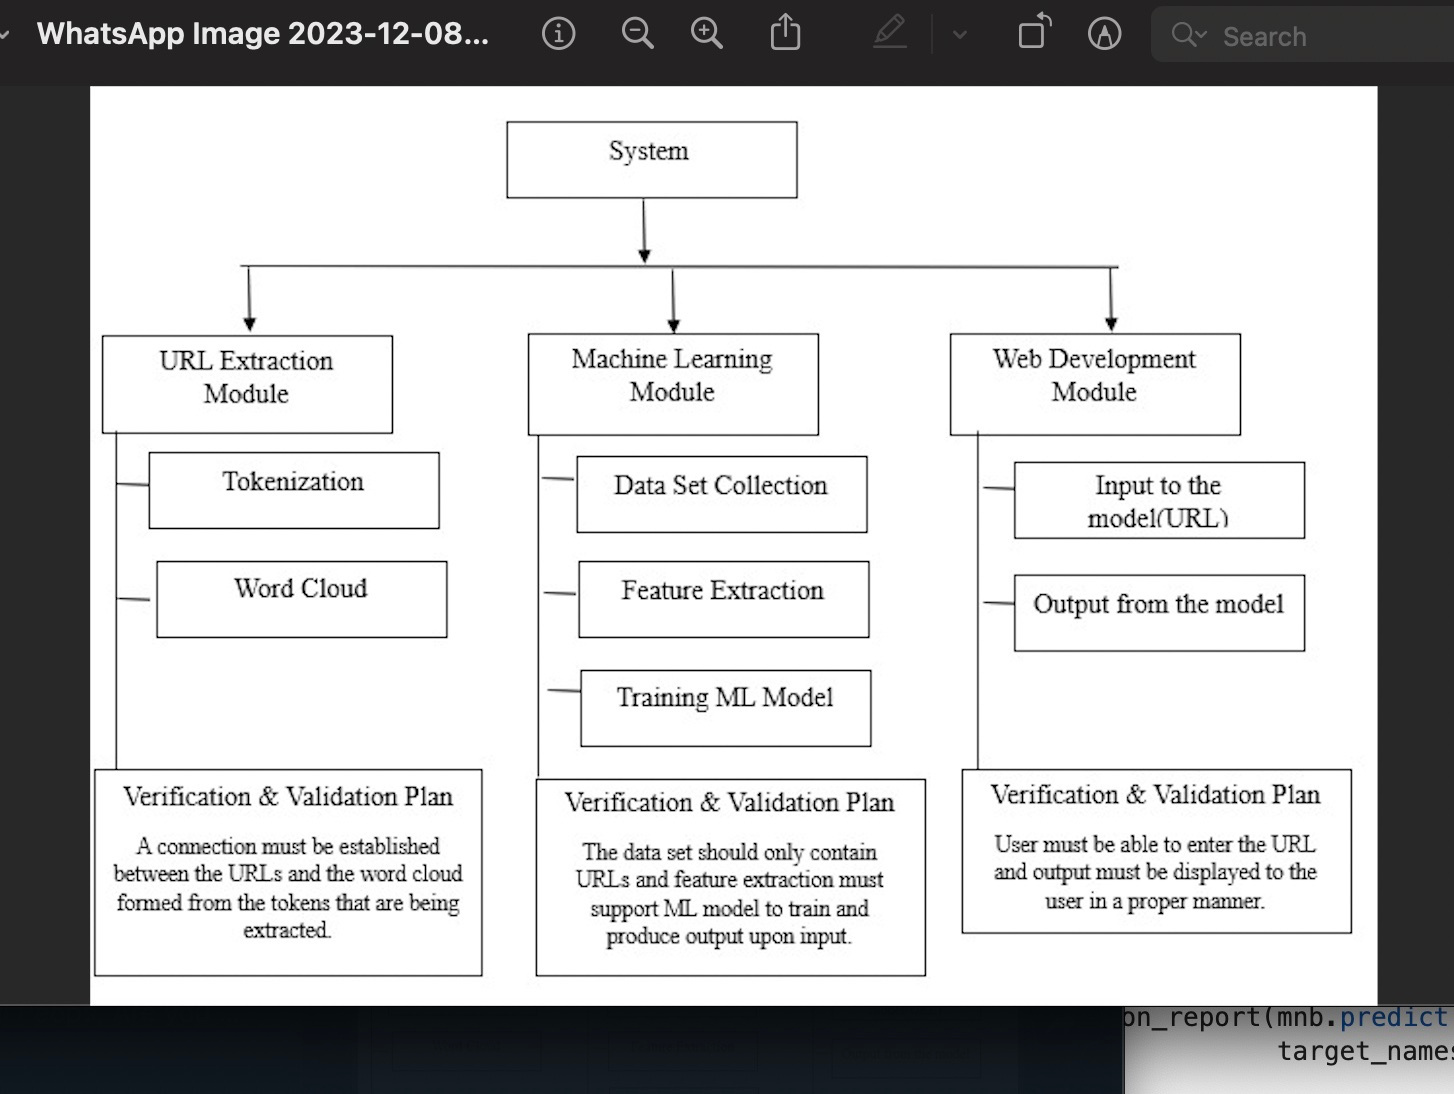 WhatsApp Image 2023-12-08...
Search
System
URL Extraction
Module
Tokenization
Word Cloud
Verification & Validation Plan
A connection must be established
between the URLs and the word cloud
formed from the tokens that are being
extracted.
Machine Learning
Module
Data Set Collection
Feature Extraction
Training ML Model
Verification & Validation Plan
The data set should only contain
URLs and feature extraction must
support ML model to train and
produce output upon input.
Web Development
Module
Input to the
model(URL)
Output from the model
Verification & Validation Plan
User must be able to enter the URL
and output must be displayed to the
user in a proper manner.
on_report(mnb.predict
target_names